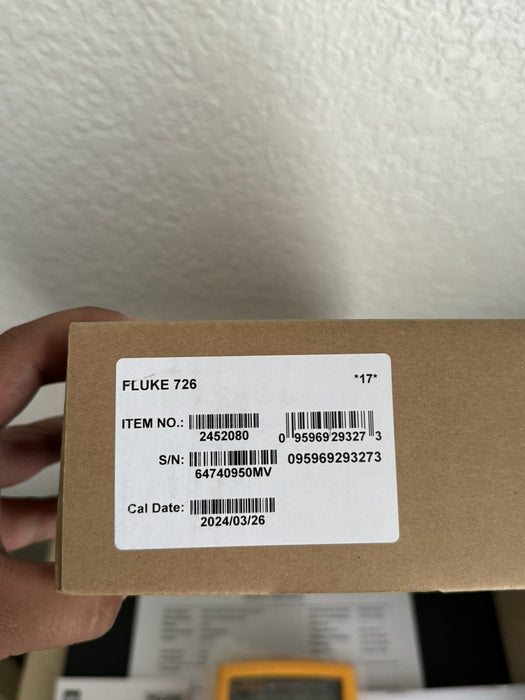 FLUKE 726 *17*
ITEM NO.:
2452080
0 95969 29327 3
S/N:
64740950MV
095969293273
Cal Date:
2024/03/26